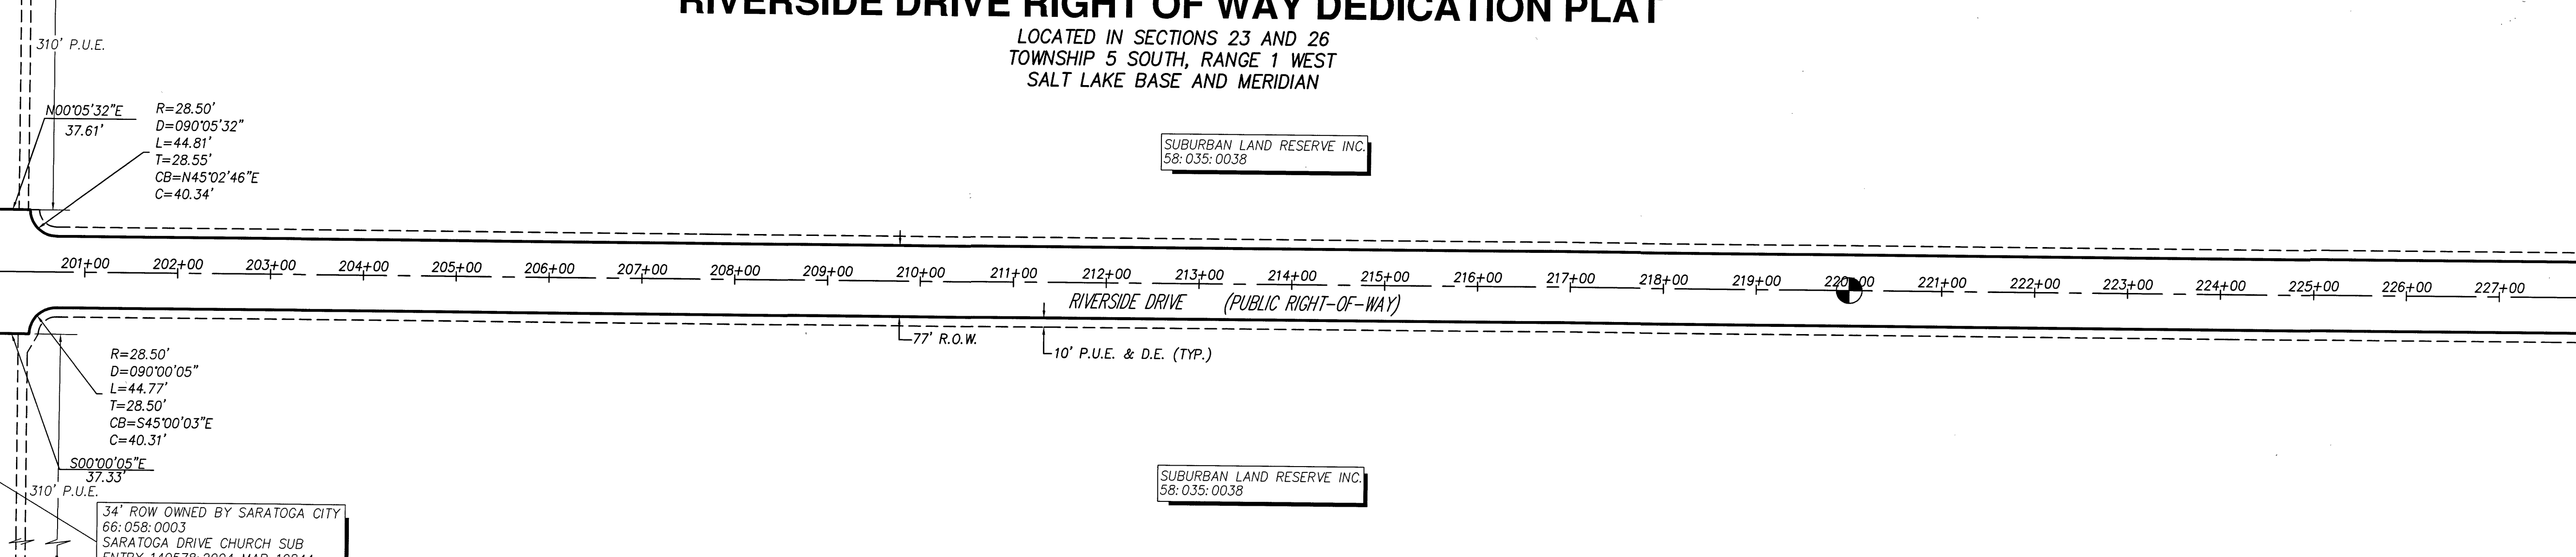 RIVERSIDE DRIVE RIGHT OF WAY DEDICATION PLAT
LOCATED IN SECTIONS 23 AND 26
TOWNSHIP 5 SOUTH, RANGE 1 WEST
SALT LAKE BASE AND MERIDIAN
310' P.U.E.
N00°05'32"E
37.61'
R=28.50'
D=090°05'32"
L=44.81'
T=28.55'
CB=N45°02'46"E
C=40.34'
SUBURBAN LAND RESERVE INC.
58:035:0038
201+00 202+00 203+00 204+00 205+00 206+00 207+00 208+00 209+00 210+00 211+00 212+00 213+00 214+00 215+00 216+00 217+00 218+00 219+00 220+00 221+00 222+00 223+00 224+00 225+00 226+00 227+00
RIVERSIDE DRIVE (PUBLIC RIGHT-OF-WAY)
77' R.O.W.
10' P.U.E. & D.E. (TYP.)
R=28.50'
D=090°00'05"
L=44.77'
T=28.50'
CB=S45°00'03"E
C=40.31'
S00°00'05"E
37.33'
310' P.U.E.
SUBURBAN LAND RESERVE INC.
58:035:0038
34' ROW OWNED BY SARATOGA CITY
66:058:0003
SARATOGA DRIVE CHURCH SUB
ENTRY